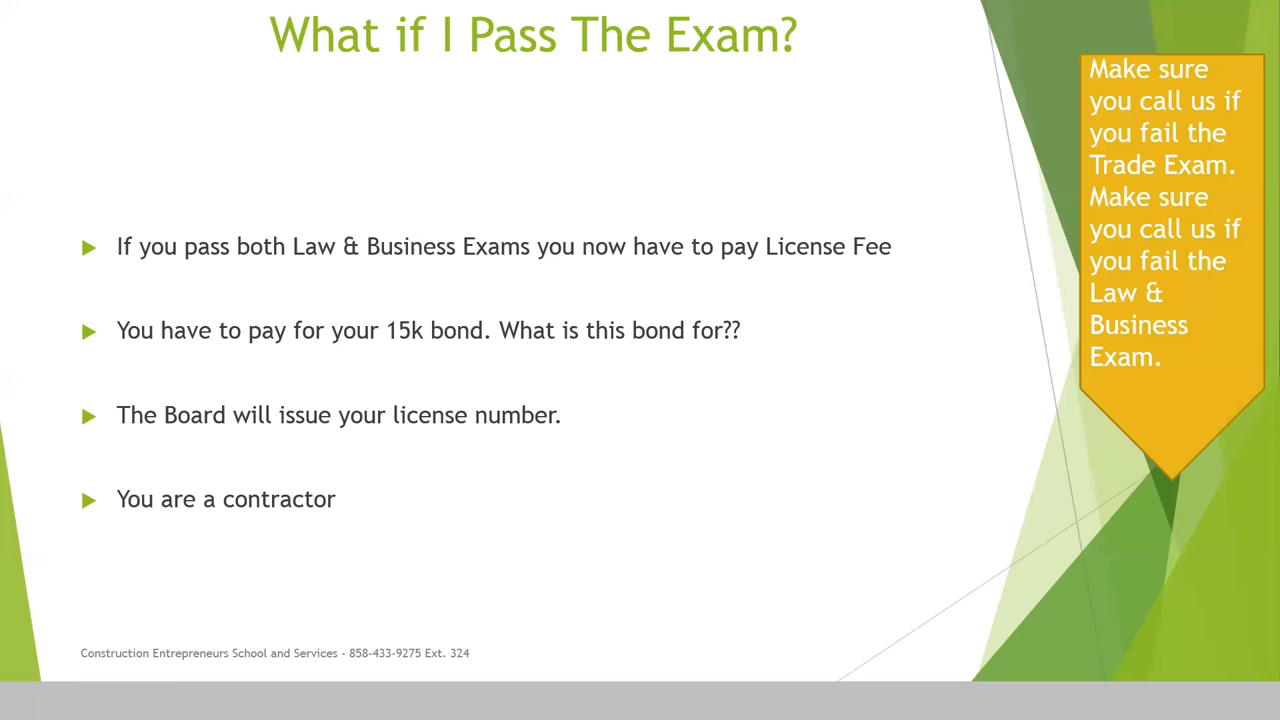 What if I Pass The Exam?
If you pass both Law & Business Exams you now have to pay License Fee
You have to pay for your 15k bond. What is this bond for??
The Board will issue your license number.
You are a contractor
Make sure
you call us if
you fail the
Trade Exam.
Make sure
you call us if
you fail the
Law &
Business
Exam.
Construction Entrepreneurs School and Services - 858-433-9275 Ext. 324